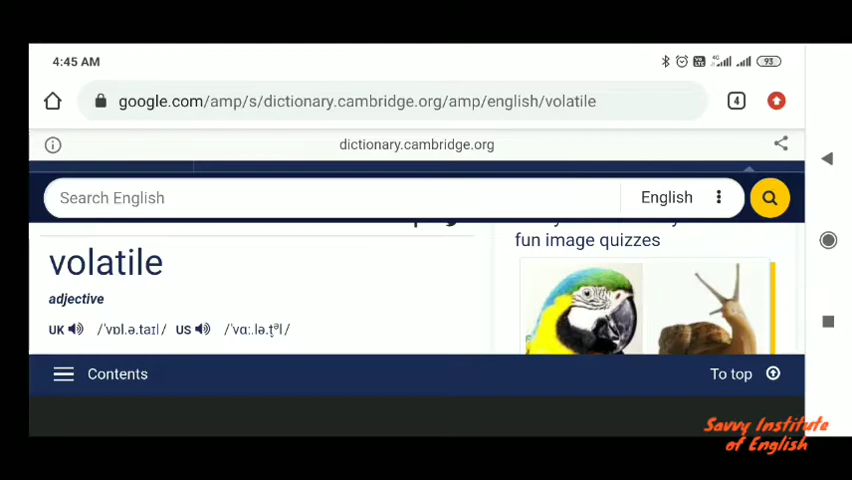 4:45 AM 93
google.com/amp/s/dictionary.cambridge.org/amp/english/volatile 4
dictionary.cambridge.org
Search English English
fun image quizzes
volatile
adjective
UK /ˈvɒl.ə.taɪl/ US /ˈvɑː.lə.t̬əl/
Contents To top
Savvy Institute
of English